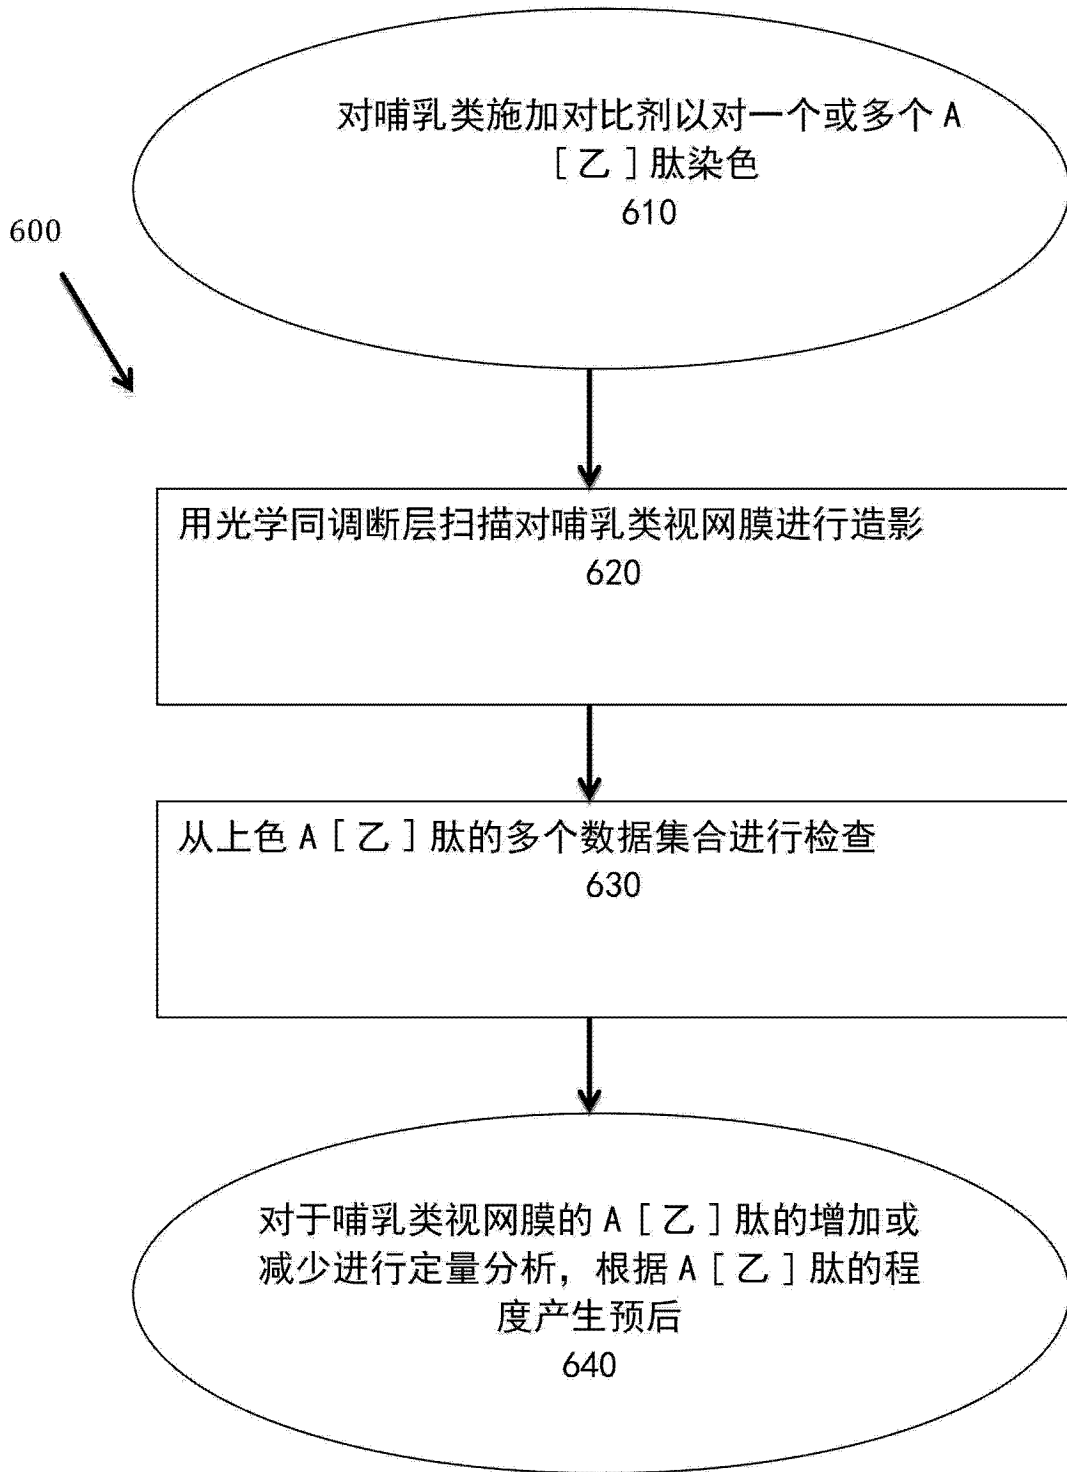 对哺乳类施加对比剂以对一个或多个 A
[乙]肽染色
610
600
用光学同调断层扫描对哺乳类视网膜进行造影
620
从上色 A[乙]肽的多个数据集合进行检查
630
对于哺乳类视网膜的 A[乙]肽的增加或
减少进行定量分析，根据 A[乙]肽的程
度产生预后
640